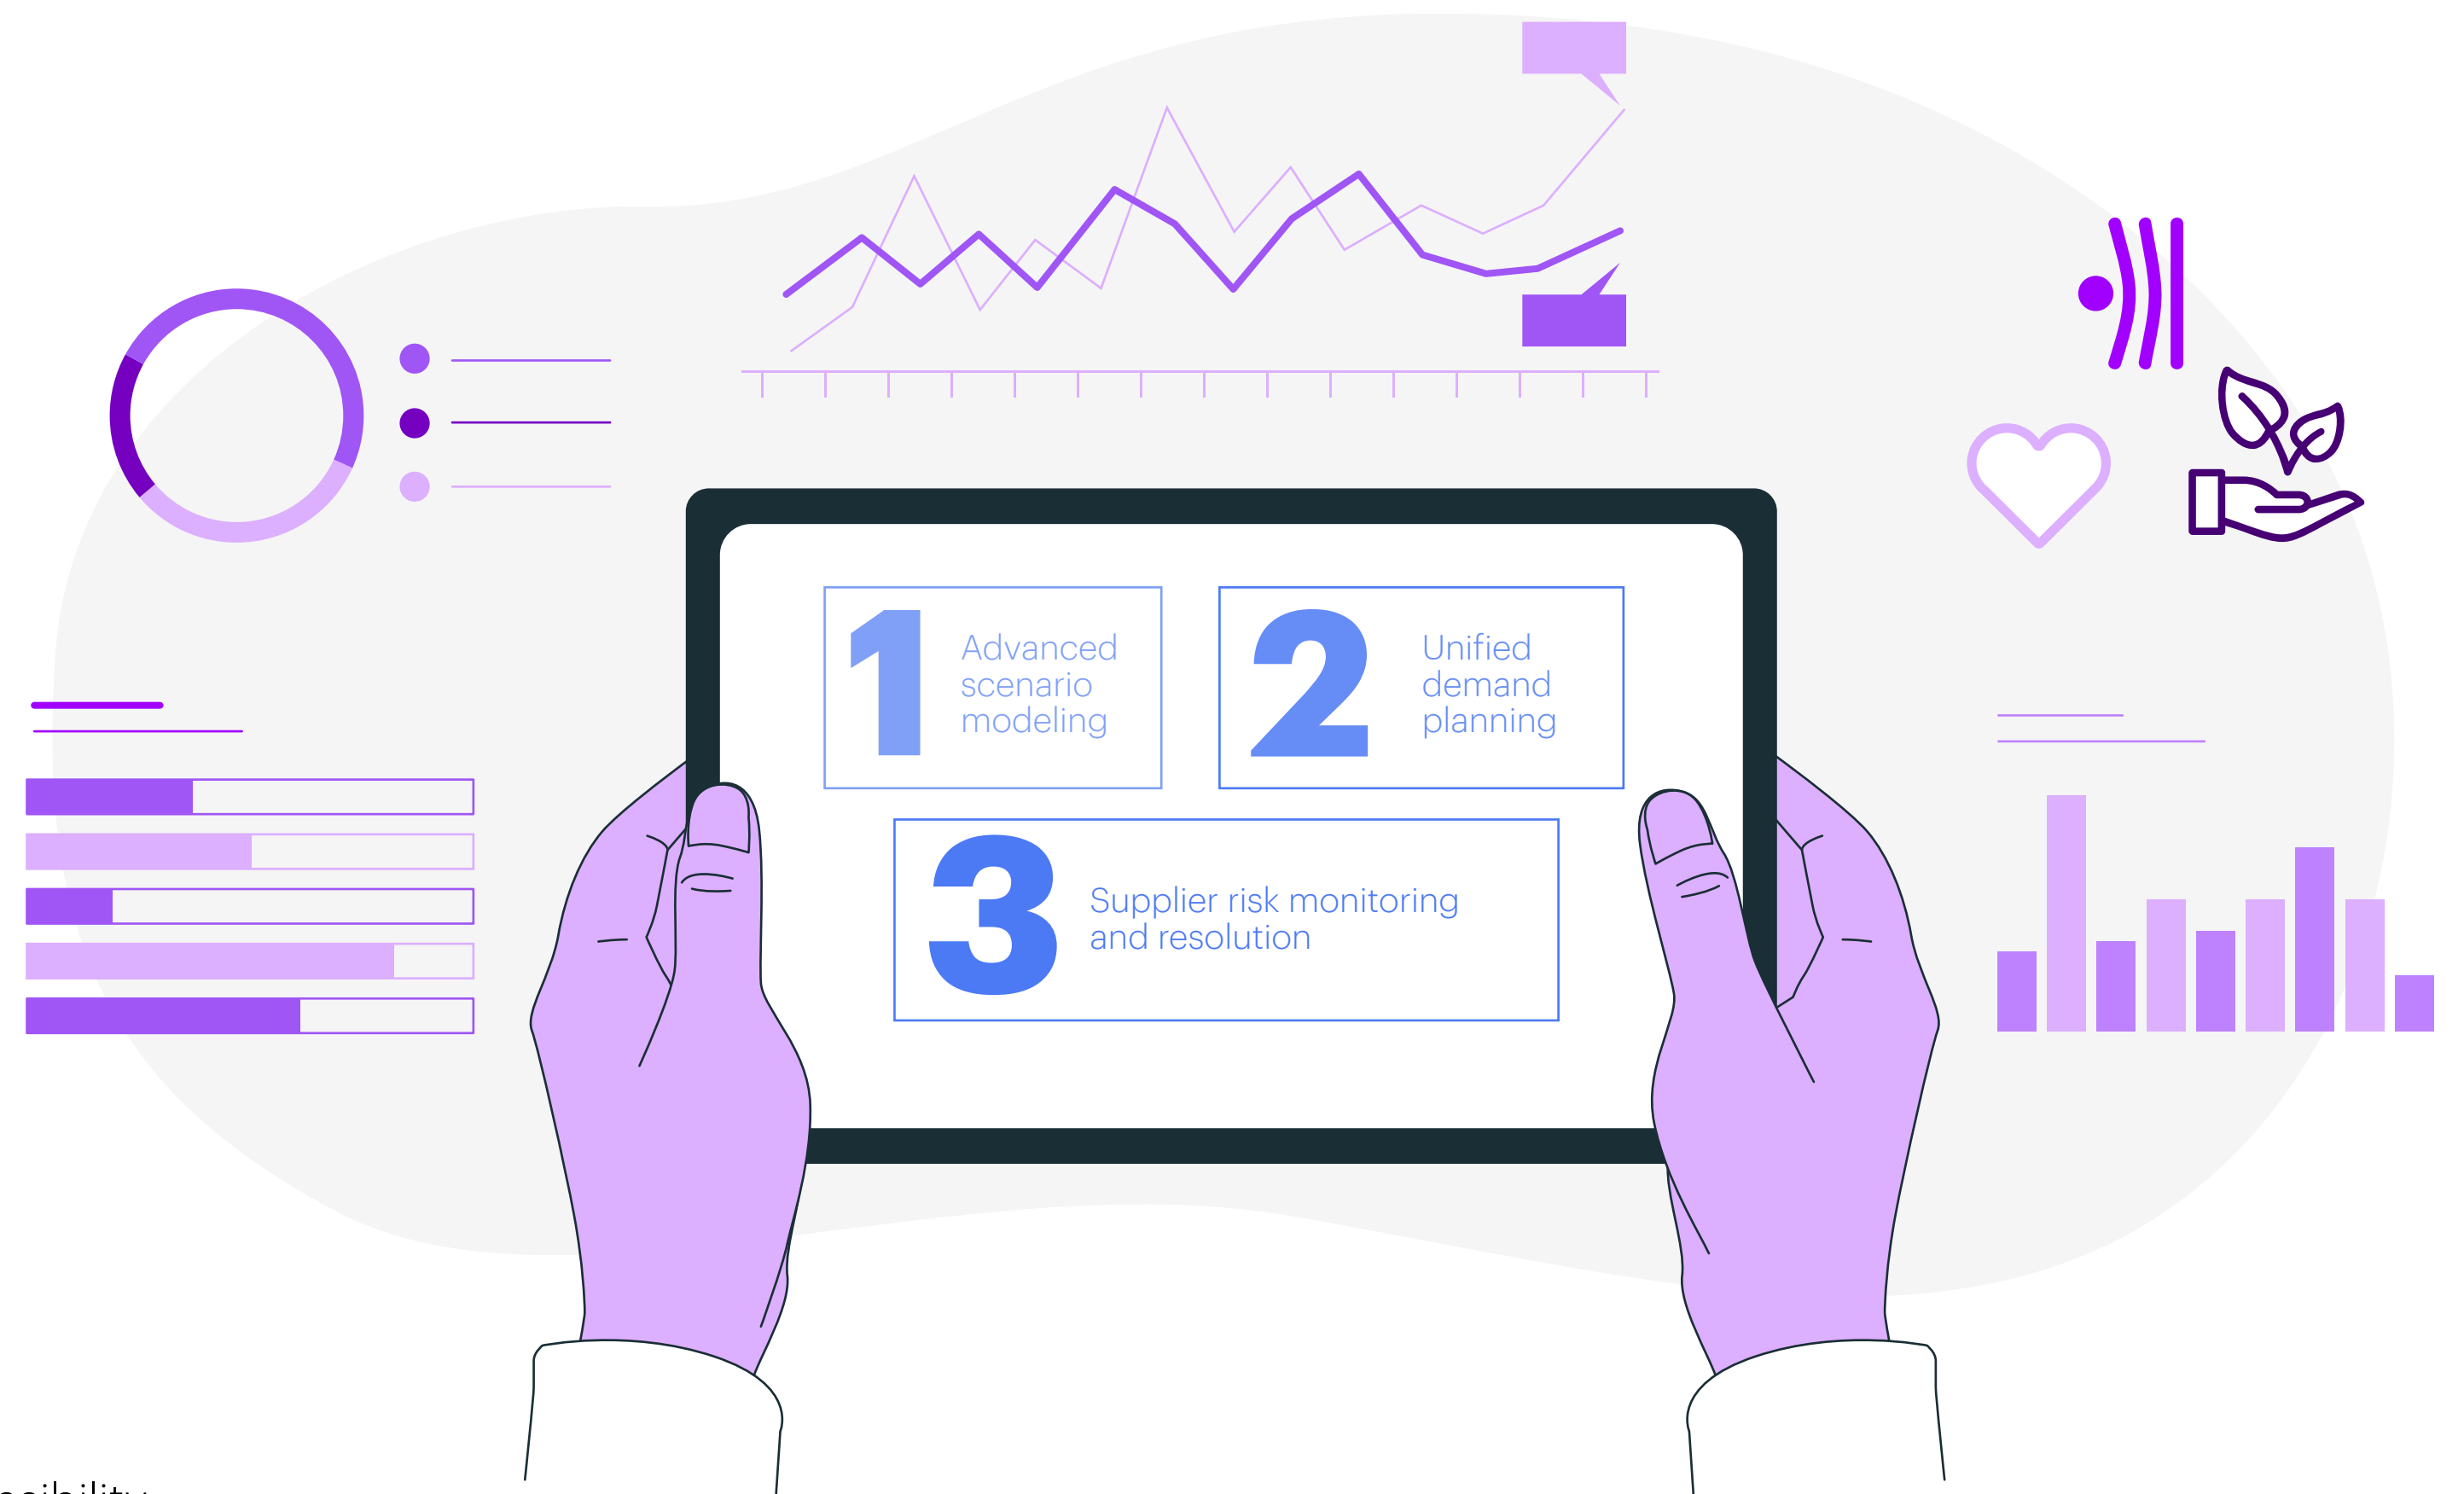 1
Advanced
scenario
modeling
2
Unified
demand
planning
3
Supplier risk monitoring
and resolution